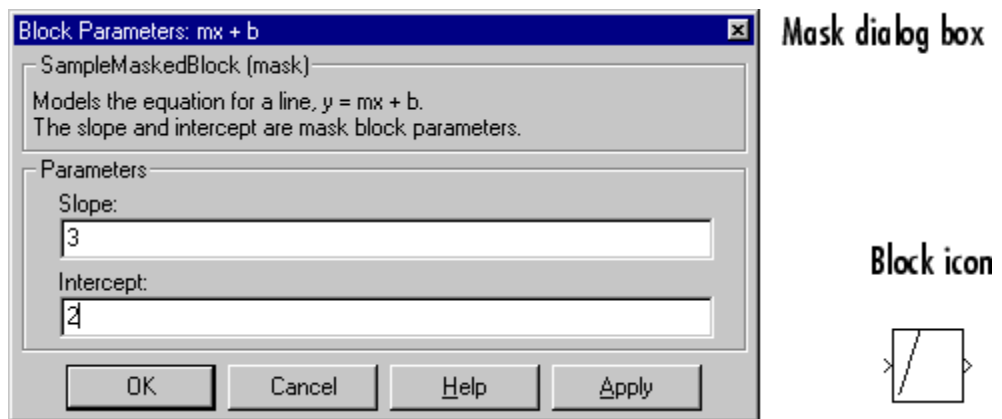 Block Parameters: mx + b
Mask dialog box
SampleMaskedBlock (mask)
Models the equation for a line, y = mx + b.
The slope and intercept are mask block parameters.
Parameters
Slope:
3
Intercept:
2
Block icon
OK
Cancel
Help
Apply